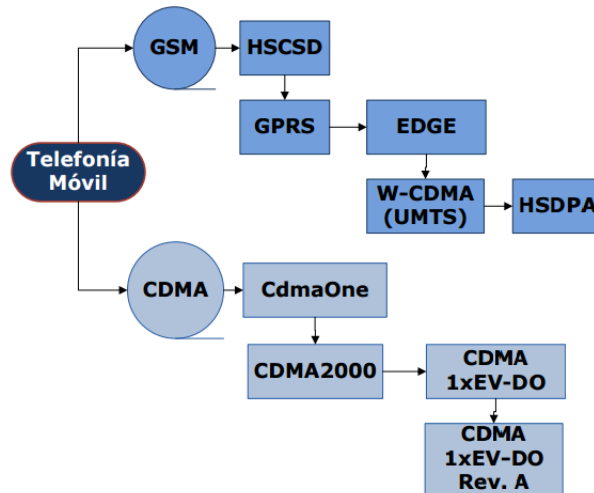 GSM
HSCSD
GPRS
EDGE
W-CDMA
(UMTS)
HSDPA
Telefonía
Móvil
CDMA
CdmaOne
CDMA2000
CDMA
1xEV-DO
CDMA
1xEV-DO
Rev. A